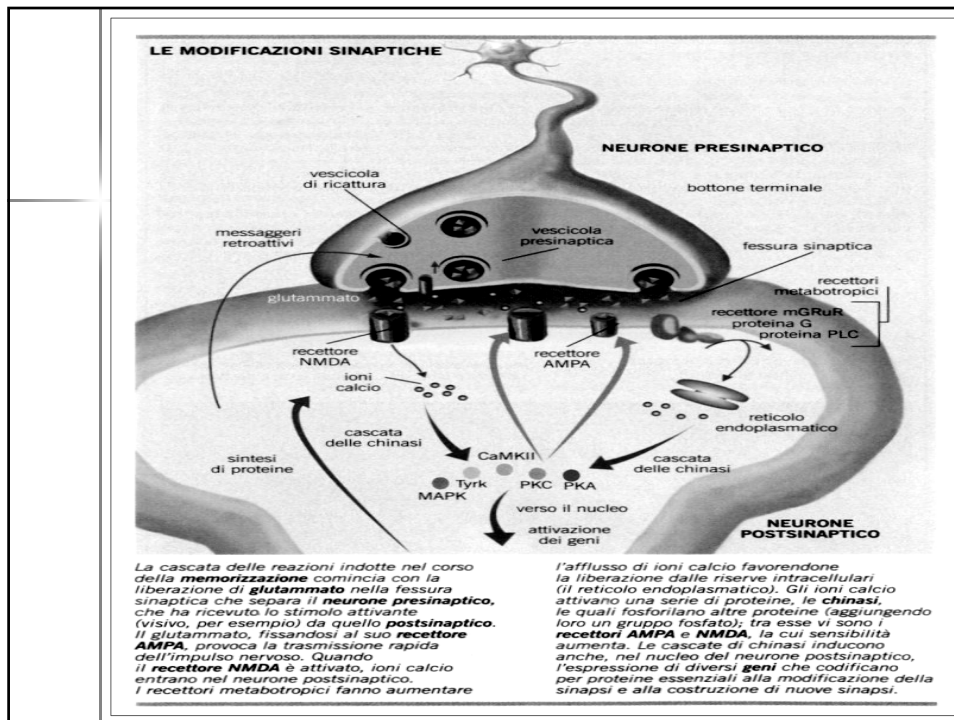 LE MODIFICAZIONI SINAPTICHE
NEURONE PRESINAPTICO
bottone terminale
vescicola
di ricattura
messaggeri
retroattivi
vescicola
presinaptica
fessura sinaptica
glutammato
recettori
metabotropici
recettore mGRuR
proteina G
proteina PLC
recettore
NMDA
recettore
AMPA
ioni
calcio
reticolo
endoplasmatico
cascata
delle chinasi
sintesi
di proteine
CaMKII
Tyrk
MAPK
PKC
PKA
cascata
delle chinasi
verso il nucleo
attivazione
dei geni
NEURONE
POSTSINAPTICO
La cascata delle reazioni indotte nel corso
della memorizzazione comincia con la
liberazione di glutammato nella fessura
sinaptica che separa il neurone presinaptico,
che ha ricevuto lo stimolo attivante
(visivo, per esempio) da quello postsinaptico.
Il glutammato, fissandosi al suo recettore
AMPA, provoca la trasmissione rapida
dell'impulso nervoso. Quando
il recettore NMDA è attivato, ioni calcio
entrano nel neurone postsinaptico.
I recettori metabotropici fanno aumentare
l'afflusso di ioni calcio favorendone
la liberazione dalle riserve intracellulari
(il reticolo endoplasmatico). Gli ioni calcio
attivano una serie di proteine, le chinasi,
le quali fosforilano altre proteine (aggiungendo
loro un gruppo fosfato); tra esse vi sono i
recettori AMPA e NMDA, la cui sensibilità
aumenta. Le cascate di chinasi inducono
anche, nel nucleo del neurone postsinaptico,
l'espressione di diversi geni che codificano
per proteine essenziali alla modificazione della
sinapsi e alla costruzione di nuove sinapsi.